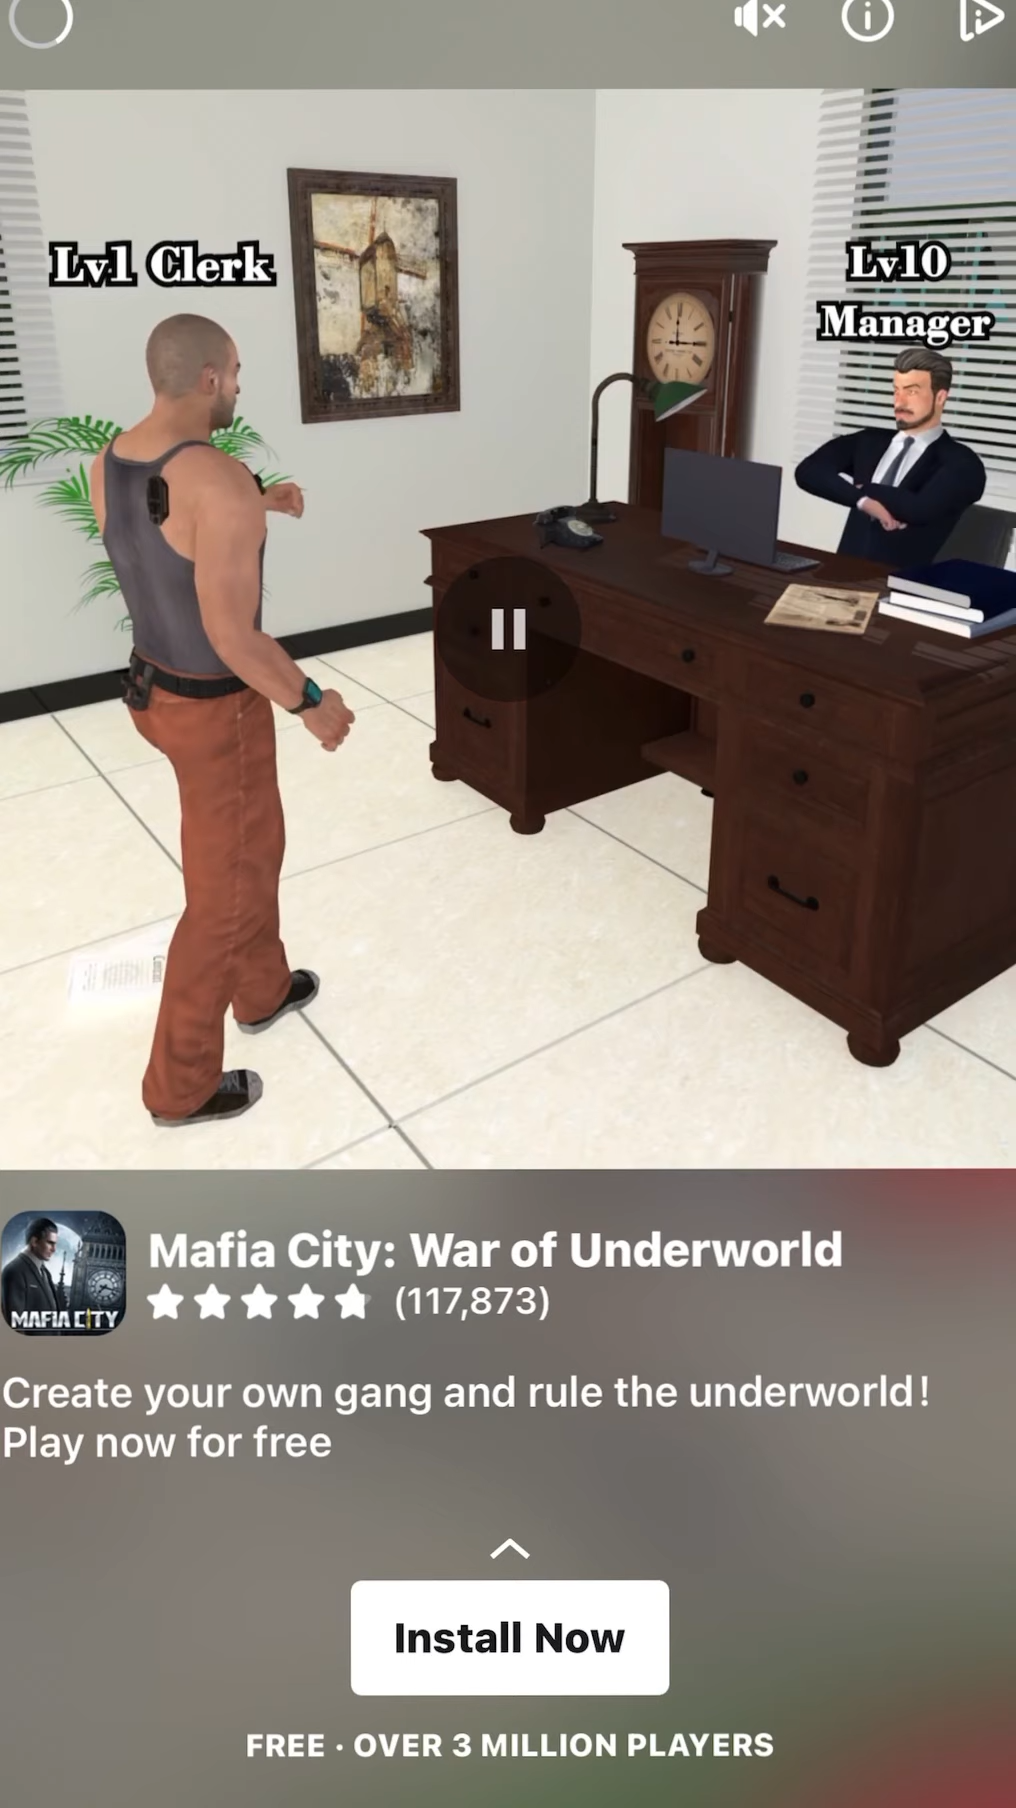 Lv1 Clerk
Lv10
Manager
MAFIA CITY
Mafia City: War of Underworld
(117,873)
Create your own gang and rule the underworld!
Play now for free
Install Now
FREE · OVER 3 MILLION PLAYERS